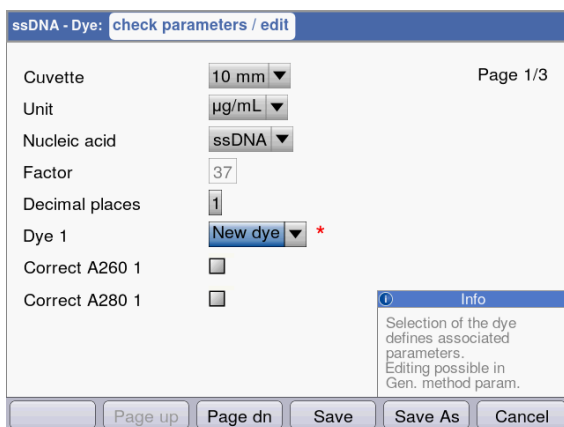 ssDNA - Dye: check parameters / edit
Cuvette 10 mm Page 1/3
Unit µg/mL
Nucleic acid ssDNA
Factor 37
Decimal places 1
Dye 1 New dye *
Correct A260 1
Correct A280 1
i Info
Selection of the dye
defines associated
parameters.
Editing possible in
Gen. method param.
Page up Page dn Save Save As Cancel